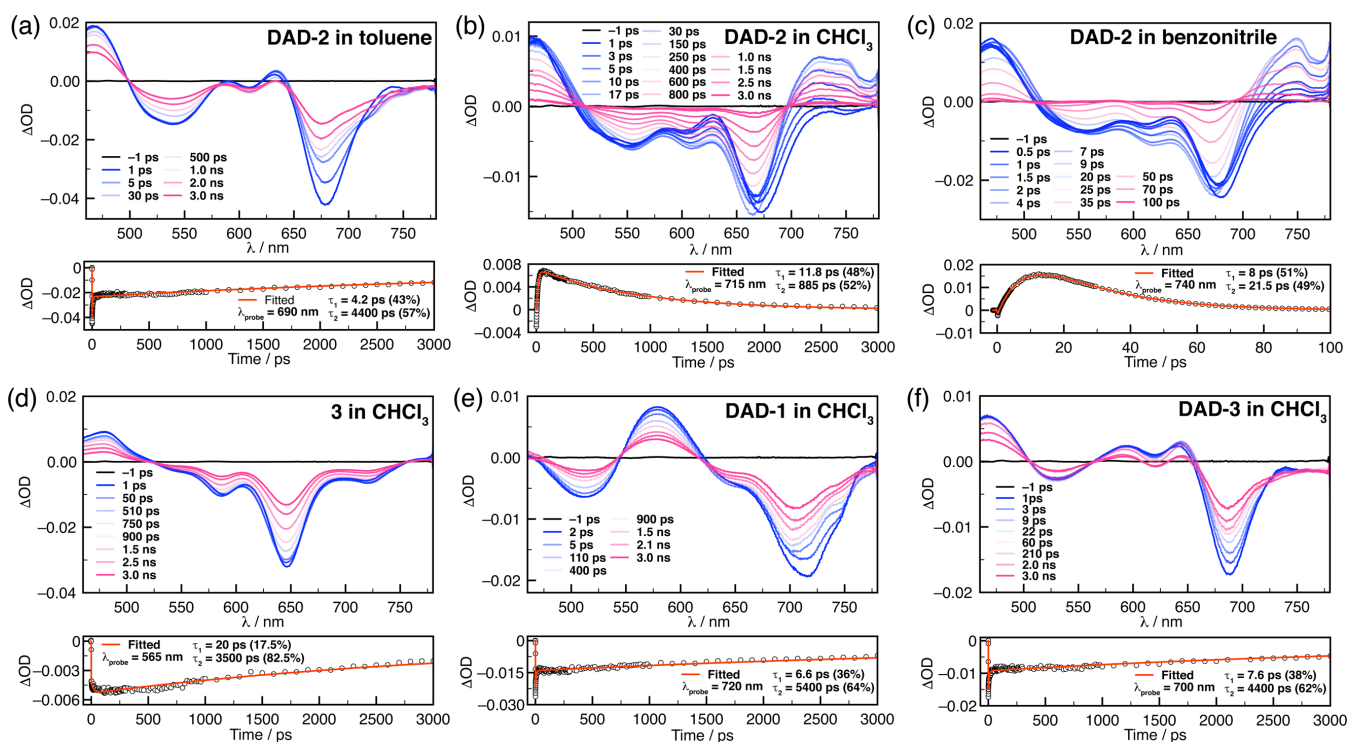 (a)
DAD-2 in toluene
0.02
0.00
−0.02
−0.04
ΔOD
−1 ps
1 ps
5 ps
30 ps
500 ps
1.0 ns
2.0 ns
3.0 ns
500 550 600 650 700 750
λ / nm
0
−0.02
−0.04
ΔOD
Fitted
λprobe = 690 nm
τ1 = 4.2 ps (43%)
τ2 = 4400 ps (57%)
0 500 1000 1500 2000 2500 3000
Time / ps
(b)
DAD-2 in CHCl3
0.01
0.00
−0.01
ΔOD
−1 ps
1 ps
3 ps
5 ps
10 ps
17 ps
30 ps
150 ps
250 ps
400 ps
600 ps
800 ps
1.0 ns
1.5 ns
2.5 ns
3.0 ns
500 550 600 650 700 750
λ / nm
0.008
0.004
0
−0.004
ΔOD
Fitted
λprobe = 715 nm
τ1 = 11.8 ps (48%)
τ2 = 885 ps (52%)
0 500 1000 1500 2000 2500 3000
Time / ps
(c)
DAD-2 in benzonitrile
0.02
0.00
−0.02
ΔOD
−1 ps
0.5 ps
1 ps
1.5 ps
2 ps
4 ps
7 ps
9 ps
20 ps
25 ps
35 ps
50 ps
70 ps
100 ps
500 550 600 650 700 750
λ / nm
0.02
0.01
0
−0.01
ΔOD
Fitted
λprobe = 740 nm
τ1 = 8 ps (51%)
τ2 = 21.5 ps (49%)
0 20 40 60 80 100
Time / ps
(d)
3 in CHCl3
0.02
0.00
−0.02
−0.04
ΔOD
−1 ps
1 ps
50 ps
510 ps
750 ps
900 ps
1.5 ns
2.5 ns
3.0 ns
500 550 600 650 700 750
λ / nm
0
−0.003
−0.006
ΔOD
Fitted
λprobe = 565 nm
τ1 = 20 ps (17.5%)
τ2 = 3500 ps (82.5%)
0 500 1000 1500 2000 2500 3000
Time / ps
(e)
DAD-1 in CHCl3
0.01
0.00
−0.01
−0.02
ΔOD
−1 ps
2 ps
5 ps
110 ps
400 ps
900 ps
1.5 ns
2.1 ns
3.0 ns
500 550 600 650 700 750
λ / nm
0
−0.015
−0.030
ΔOD
Fitted
λprobe = 720 nm
τ1 = 6.6 ps (36%)
τ2 = 5400 ps (64%)
0 500 1000 1500 2000 2500 3000
Time / ps
(f)
DAD-3 in CHCl3
0.01
0.00
−0.01
−0.02
ΔOD
−1 ps
1ps
3 ps
9 ps
22 ps
60 ps
210 ps
2.0 ns
3.0 ns
500 550 600 650 700 750
λ / nm
0
−0.01
−0.02
ΔOD
Fitted
λprobe = 700 nm
τ1 = 7.6 ps (38%)
τ2 = 4400 ps (62%)
0 500 1000 1500 2000 2500 3000
Time / ps